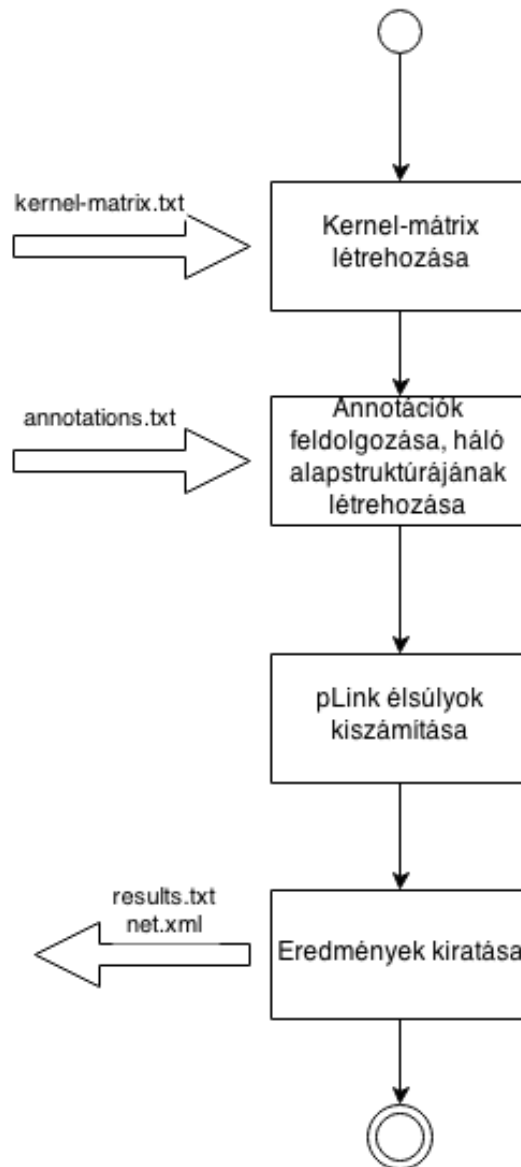 kernel-matrix.txt
Kernel-mátrix
létrehozása
annotations.txt
Annotációk
feldolgozása, háló
alapstruktúrájának
létrehozása
pLink élsúlyok
kiszámítása
results.txt
net.xml
Eredmények kiratása